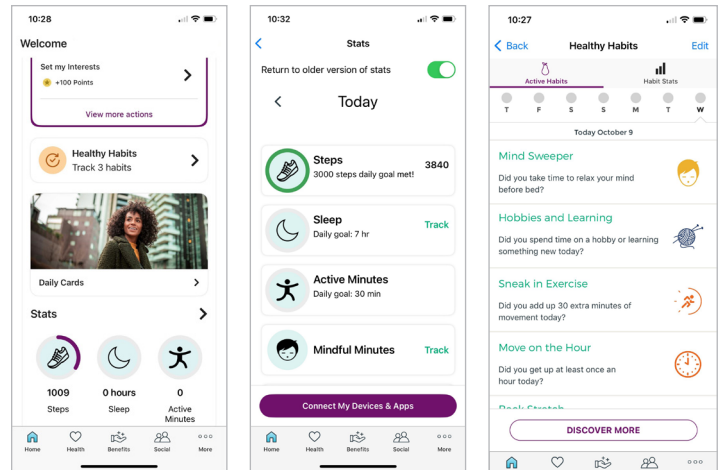 10:28
Welcome
Set my Interests
+100 Points
View more actions
Healthy Habits
Track 3 habits
Daily Cards
Stats
1009
Steps
0 hours
Sleep
0
Active
Minutes
Home
Health
Benefits
Social
More
10:32
Stats
Return to older version of stats
Today
Steps
3000 steps daily goal met!
3840
Sleep
Daily goal: 7 hr
Track
Active Minutes
Daily goal: 30 min
Mindful Minutes
Track
Connect My Devices & Apps
Home
Health
Benefits
Social
More
10:27
Back
Healthy Habits
Edit
Active Habits
Habit Stats
T F S S M T W
Today October 9
Mind Sweeper
Did you take time to relax your mind
before bed?
Hobbies and Learning
Did you spend time on a hobby or learning
something new today?
Sneak in Exercise
Did you add up 30 extra minutes of
movement today?
Move on the Hour
Did you get up at least once an
hour today?
Back Stretch
DISCOVER MORE